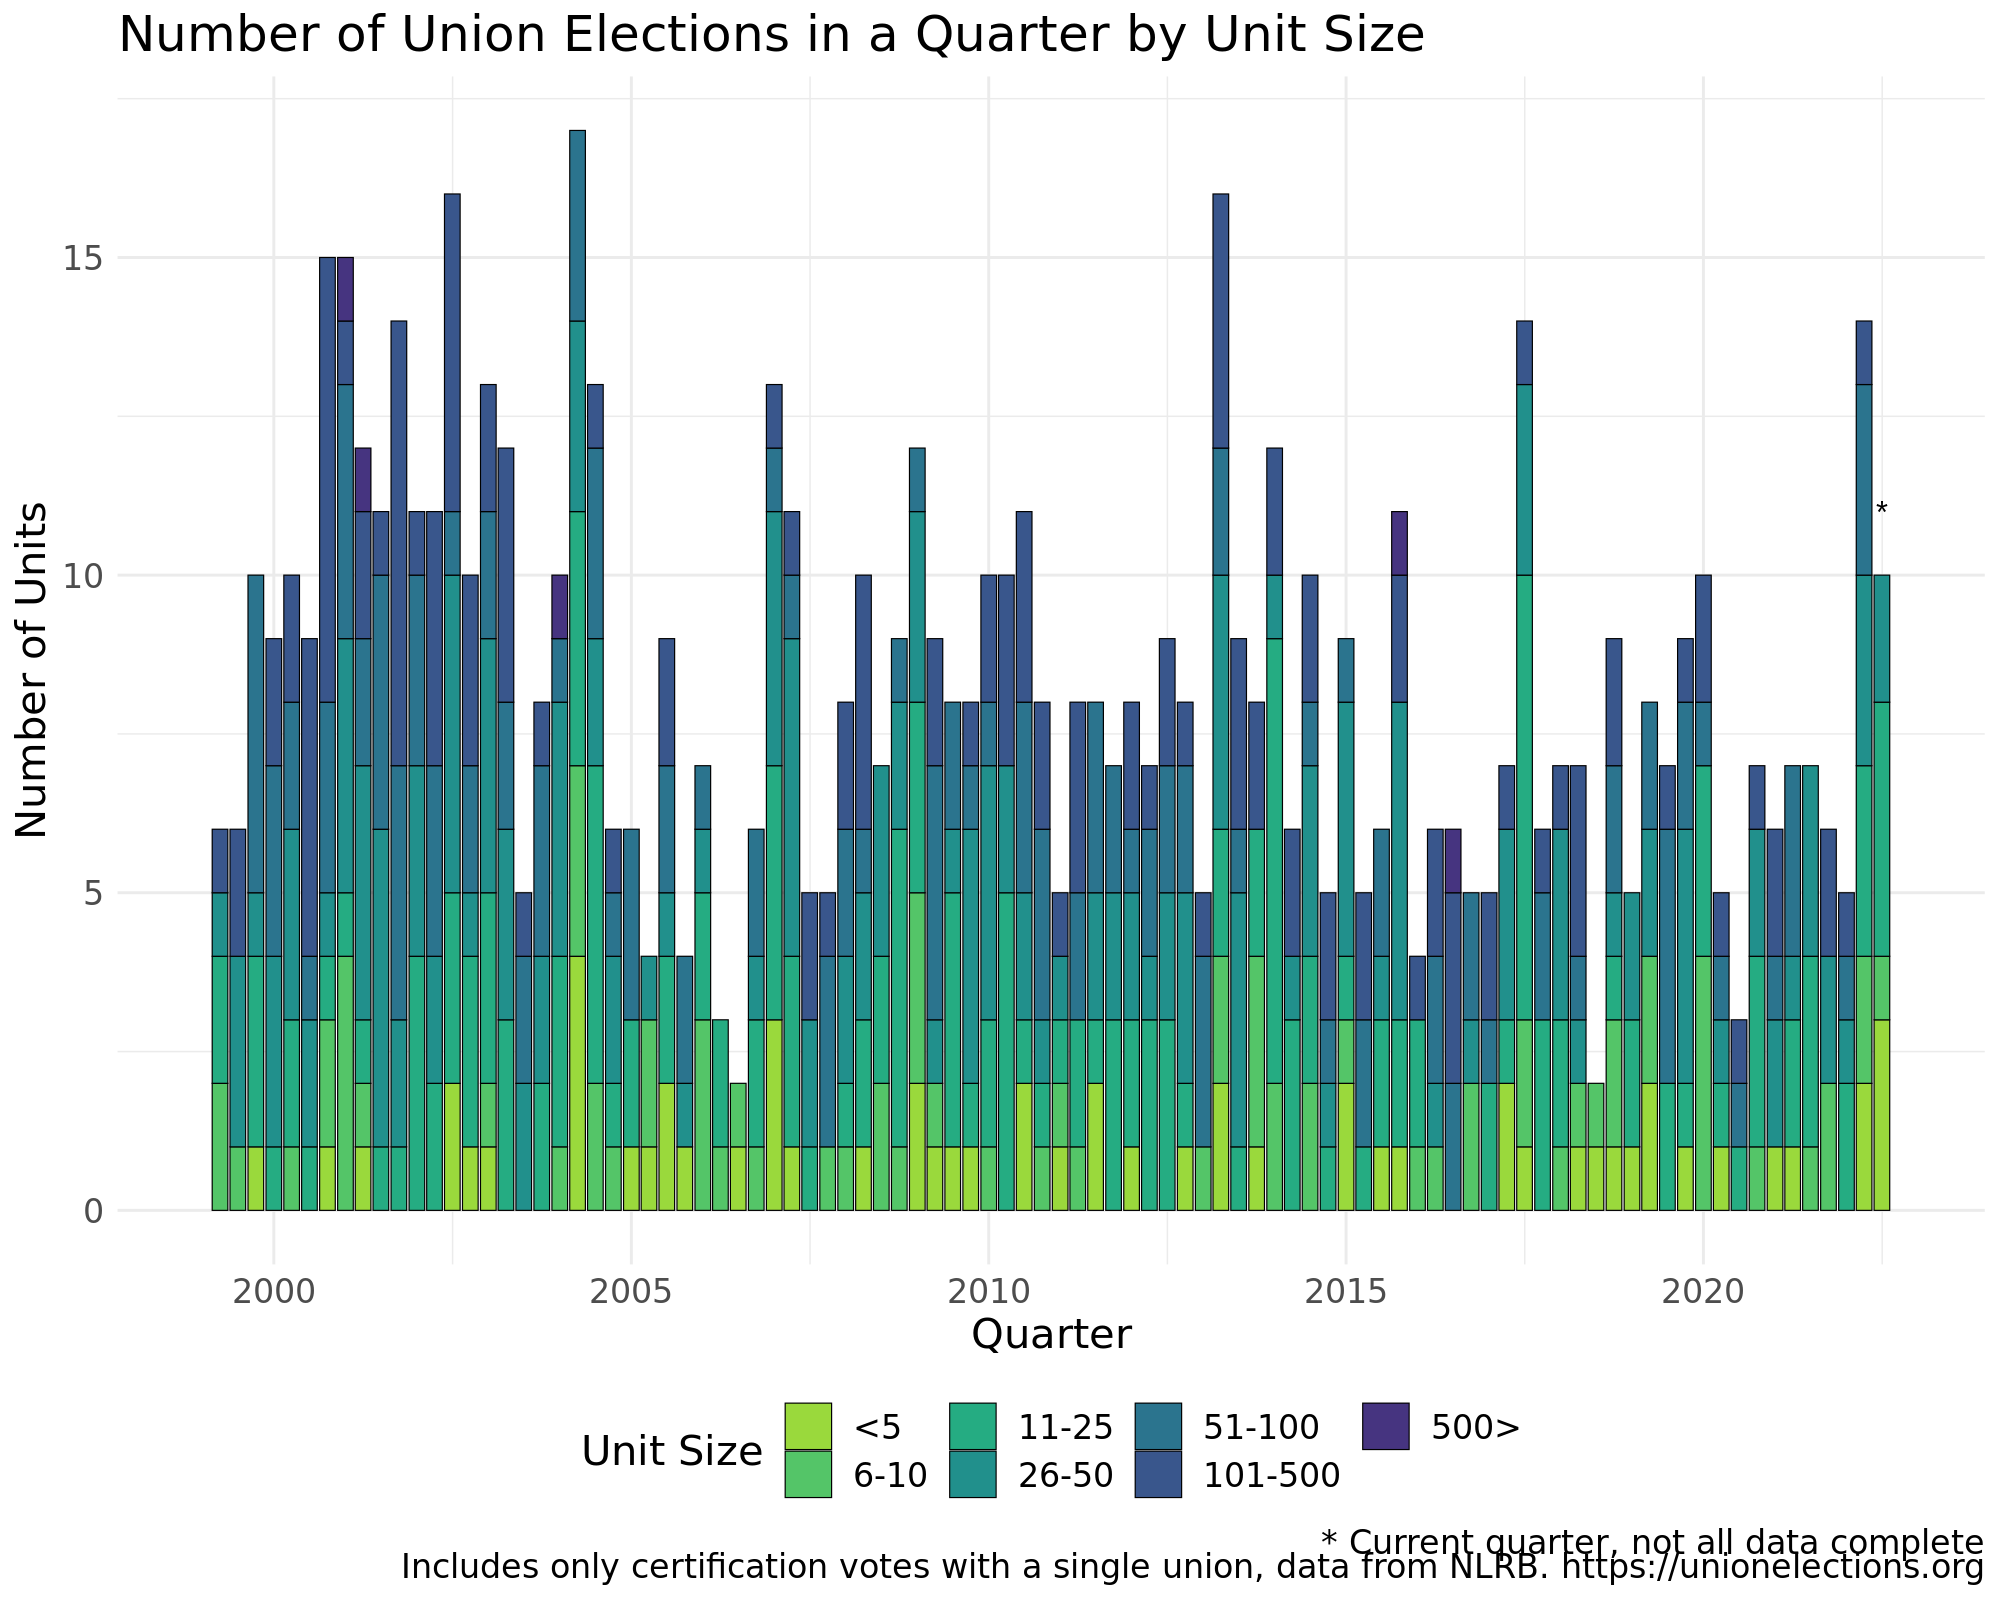 Number of Union Elections in a Quarter by Unit Size
Number of Units
15
10
5
0
*
2000 2005 2010 2015 2020
Quarter
Unit Size
<5 11-25 51-100 500>
6-10 26-50 101-500
* Current quarter, not all data complete
Includes only certification votes with a single union, data from NLRB. https://unionelections.org